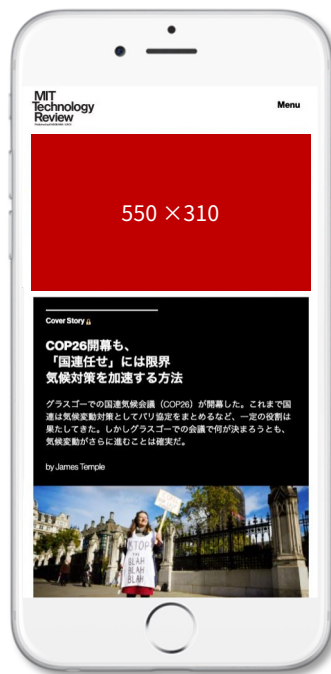 MIT
Technology
Review
Menu
550 ×310
Cover Story
COP26開幕も、
「国連任せ」には限界
気候対策を加速する方法
グラスゴーでの国連気候会議（COP26）が開幕した。これまで国
連は気候変動対策としてパリ協定をまとめるなど、一定の役割は
果たしてきた。しかしグラスゴーでの会議で何が決まろうとも、
気候変動がさらに進むことは確実だ。
by James Temple
STOP
THE
BLAH
BLAH
BLAH